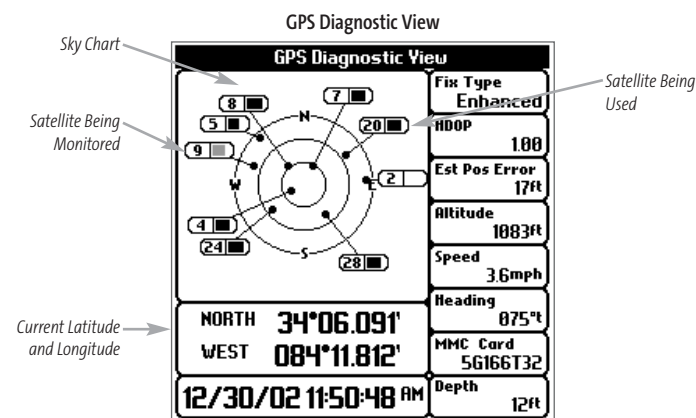 GPS Diagnostic View
Sky Chart
GPS Diagnostic View
Fix Type
Enhanced
Satellite Being
Used
7
8
N
5
20
HDOP
1.00
Satellite Being
Monitored
9
W
E
2
Est Pos Error
17ft
4
Altitude
1083ft
24
S
28
Speed
3.6mph
Current Latitude
and Longitude
NORTH 34°06.091'
WEST 084°11.812'
Heading
075°t
MMC Card
5G166T32
12/30/02 11:50:48 AM
Depth
12ft